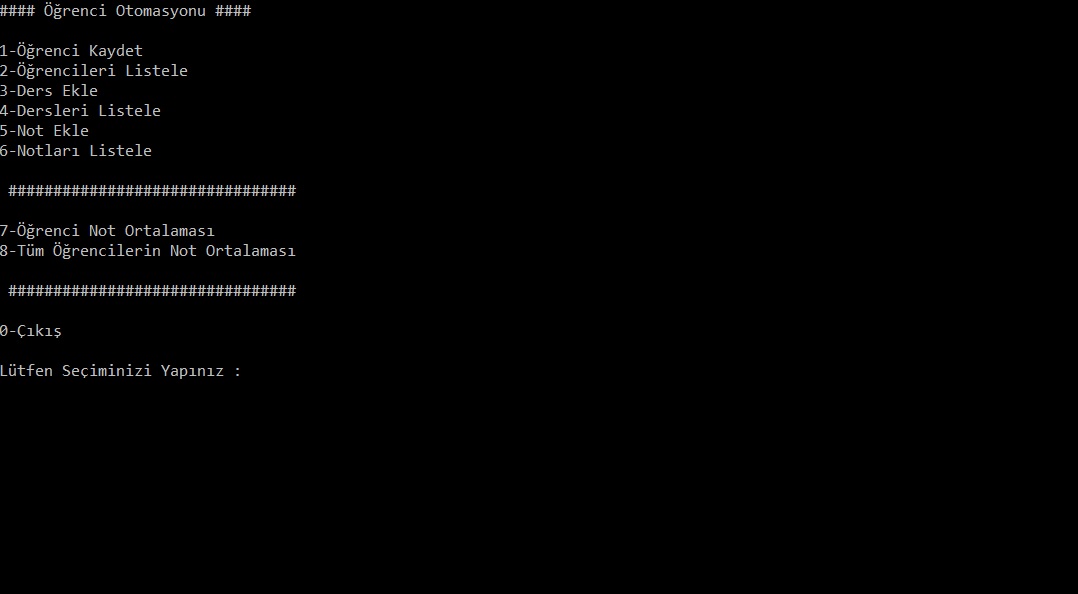 #### Öğrenci Otomasyonu ####
1-Öğrenci Kaydet
2-Öğrencileri Listele
3-Ders Ekle
4-Dersleri Listele
5-Not Ekle
6-Notları Listele
################################
7-Öğrenci Not Ortalaması
8-Tüm Öğrencilerin Not Ortalaması
################################
0-Çıkış
Lütfen Seçiminizi Yapınız :